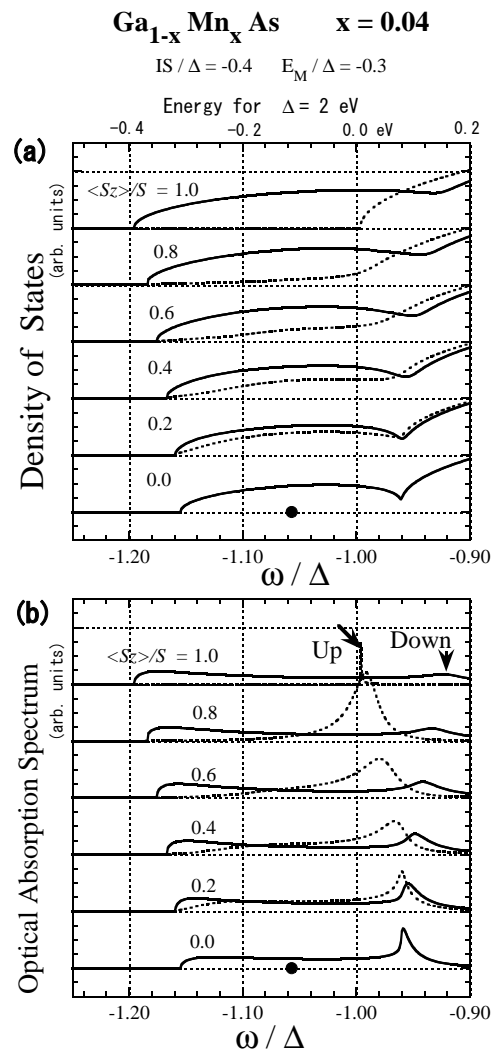 Ga1-x Mnx As x = 0.04
IS / Δ = -0.4 EM / Δ = -0.3
Energy for Δ = 2 eV
-0.4 -0.2 0.0 eV 0.2
(a)
<Sz>/S = 1.0
0.8
0.6
0.4
0.2
0.0
Density of States
(arb. units)
-1.20 -1.10 -1.00 -0.90
ω / Δ
(b)
Up Down
<Sz>/S = 1.0
0.8
0.6
0.4
0.2
0.0
Optical Absorption Spectrum
(arb. units)
-1.20 -1.10 -1.00 -0.90
ω / Δ